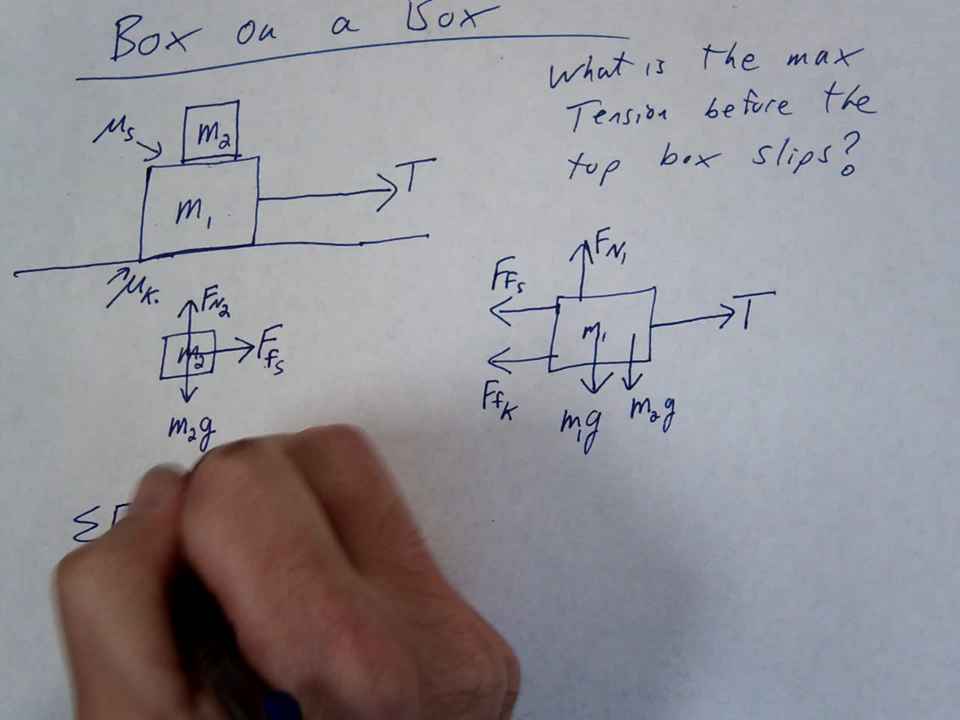 Box on a Box
What is the max
Tension before the
top box slips?
μs
m2
T
m1
μK
FN2
m2
Ffs
m2g
FN1
Ffs
m1
T
FfK
m1g
m2g
ΣF